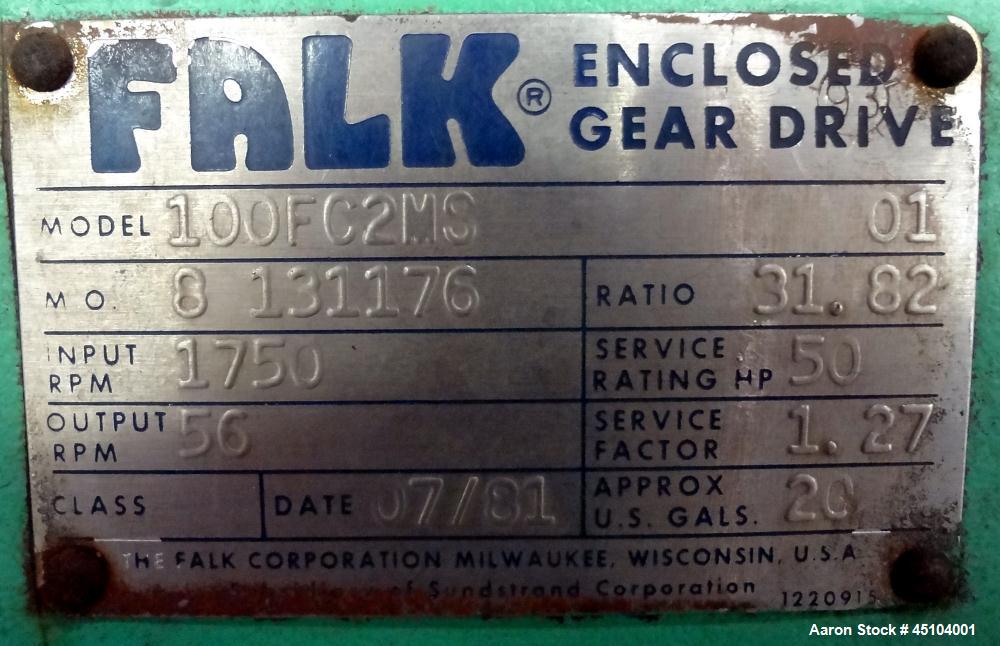 FALK® ENCLOSED
GEAR DRIVE
MODEL 100FC2MS 01
M.O. 8 131176 RATIO 31.82
INPUT RPM 1750 SERVICE RATING HP 50
OUTPUT RPM 56 SERVICE FACTOR 1.27
CLASS DATE 07/81 APPROX U.S. GALS.
THE FALK CORPORATION MILWAUKEE, WISCONSIN, U.S.A
of Sundstrand Corporation
1220915
Aaron Stock # 45104001